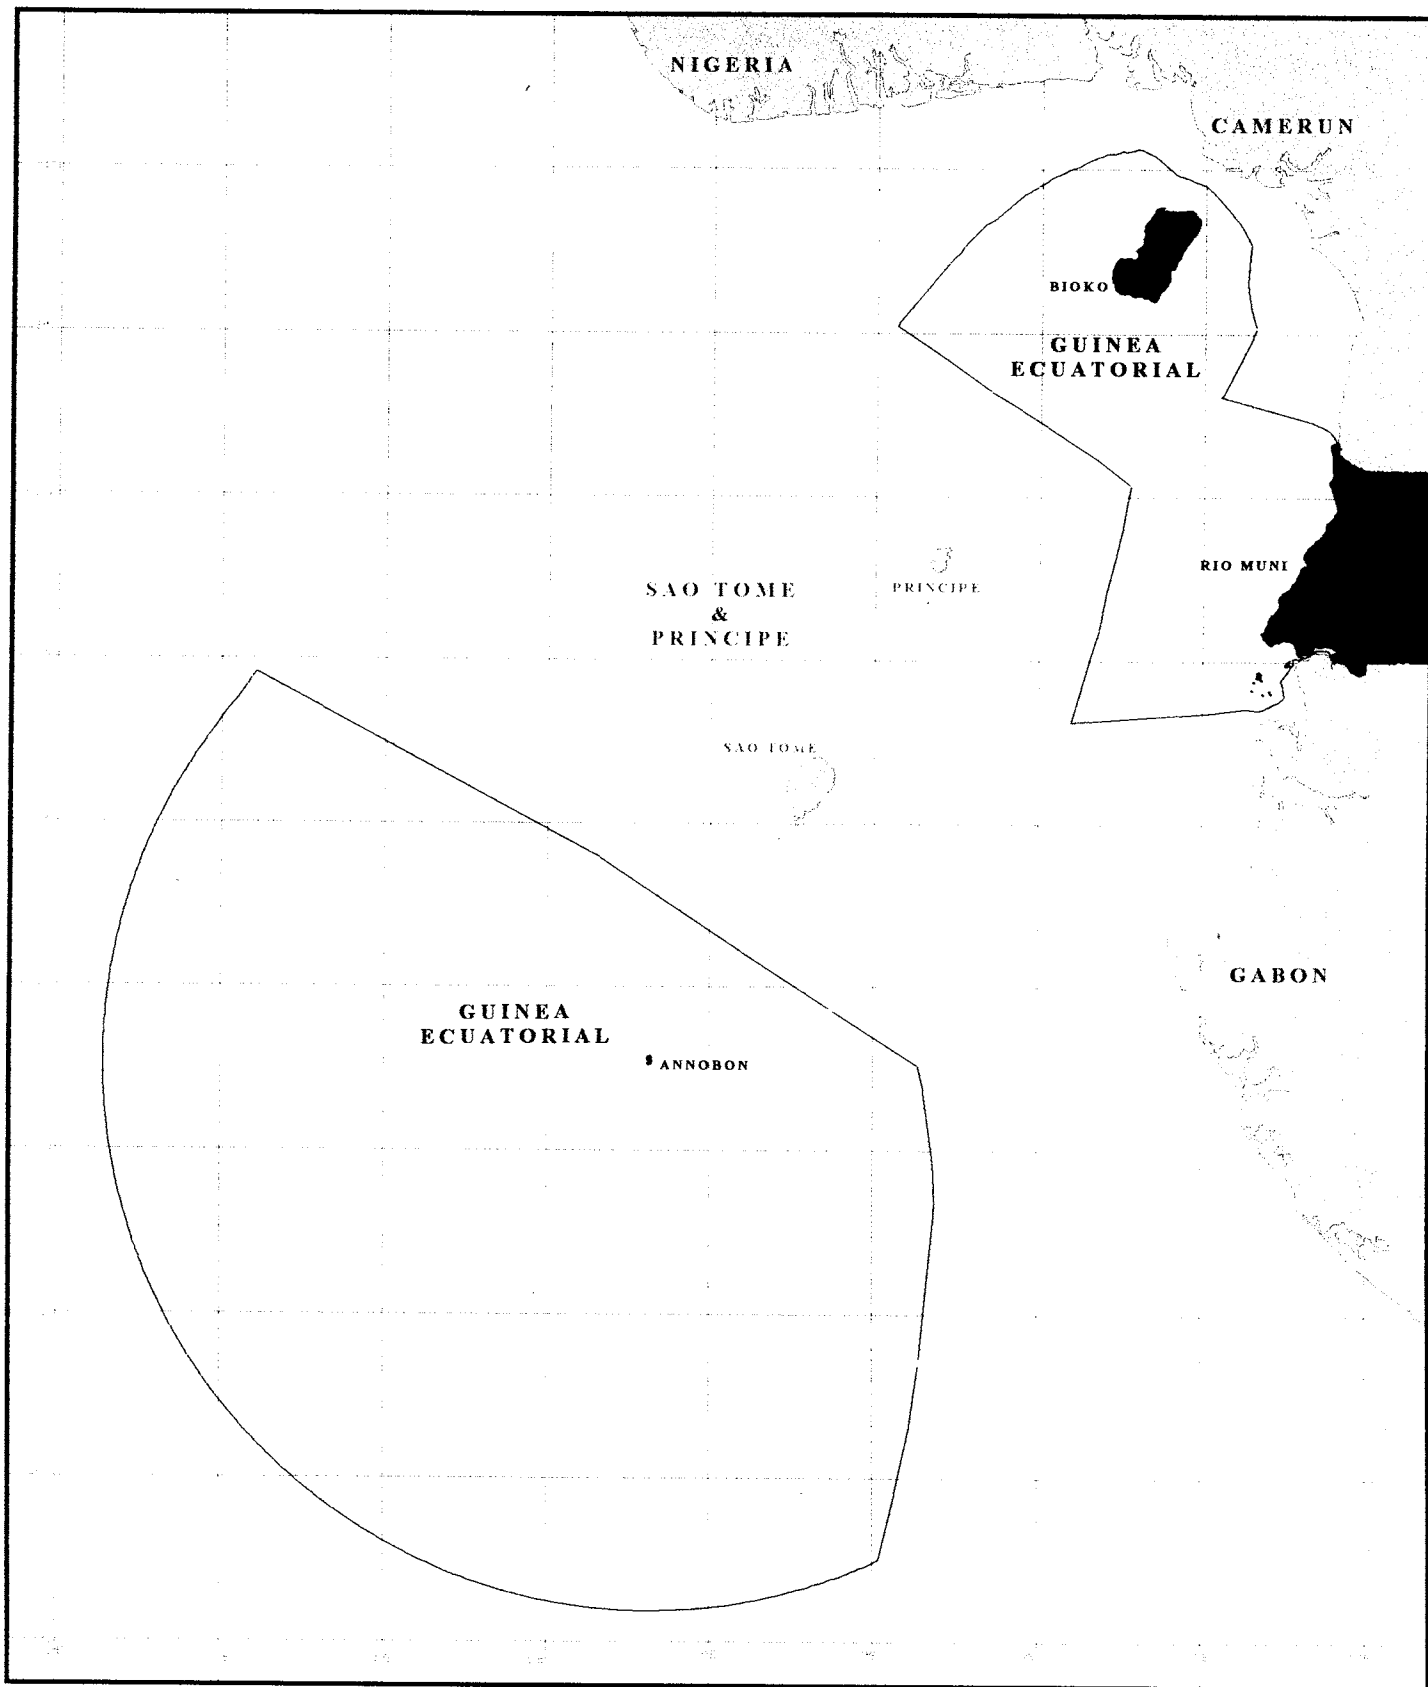 NIGERIA
CAMERUN
BIOKO
GUINEA
ECUATORIAL
RIO MUNI
PRINCIPE
SAO TOME
&
PRINCIPE
SAO TOME
GABON
GUINEA
ECUATORIAL
ANNOBON